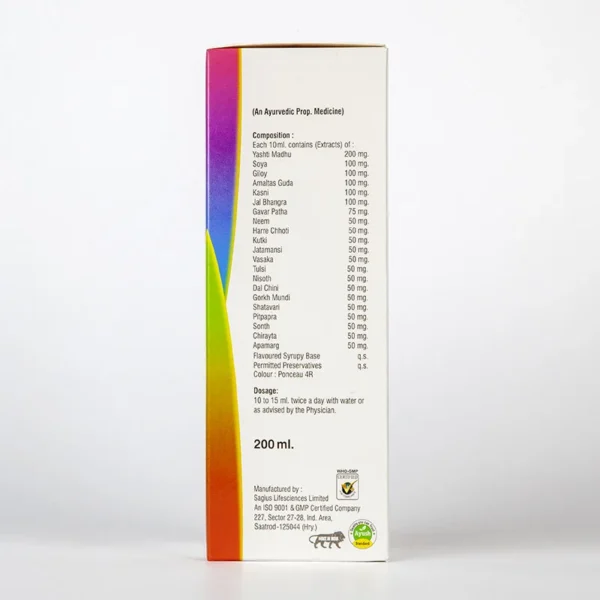 (An Ayurvedic Prop. Medicine)
Composition :
Each 10ml. contains (Extracts) of :
Yashti Madhu 200 mg.
Soya 100 mg.
Giloy 100 mg.
Amaltas Guda 100 mg.
Kasni 100 mg.
Jal Bhangra 100 mg.
Gavar Patha 75 mg.
Neem 50 mg.
Harre Chhoti 50 mg.
Kutki 50 mg.
Jatamansi 50 mg.
Vasaka 50 mg.
Tulsi 50 mg.
Nisoth 50 mg.
Dal Chini 50 mg.
Gorkh Mundi 50 mg.
Shatavari 50 mg.
Pitpapra 50 mg.
Sonth 50 mg.
Chirayta 50 mg.
Apamarg 50 mg.
Flavoured Syrupy Base q.s.
Permitted Preservatives q.s.
Colour : Ponceau 4R
Dosage:
10 to 15 ml. twice a day with water or
as advised by the Physician.
200 ml.
WHO-GMP
CERTIFIED
Manufactured by :
Saglus Lifesciences Limited
An ISO 9001 & GMP Certified Company
227, Sector 27-28, Ind. Area,
Saatrod-125044 (Hry.)
Ayush